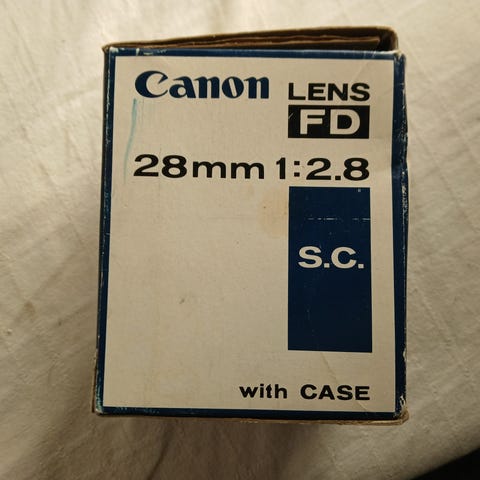 Canon LENS
FD
28mm 1:2.8
S.C.
with CASE